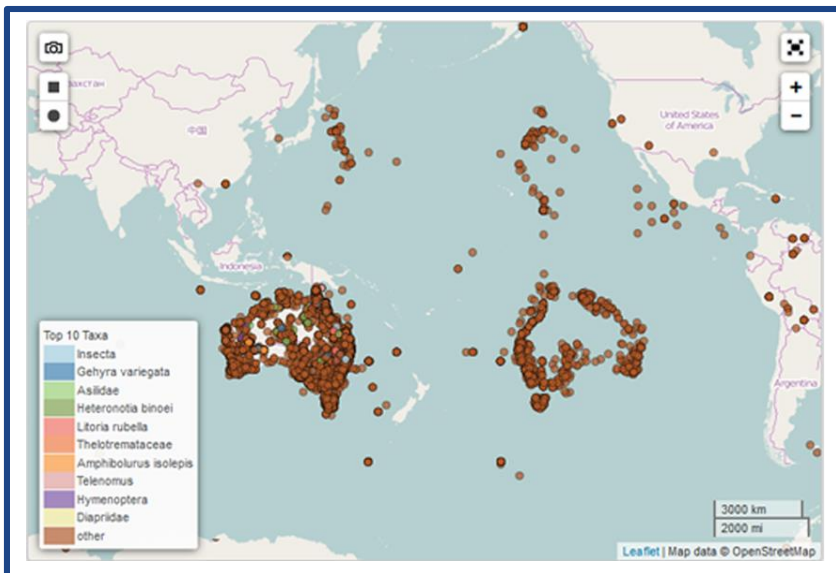 азахстан
中国
United States
of America
Indonesia
Argentina
Top 10 Taxa
Insecta
Gehyra variegata
Asilidae
Heteronotia binoei
Litoria rubella
Thelotremataceae
Amphibolurus isolepis
Telenomus
Hymenoptera
Diapriidae
other
+
−
3000 km
2000 mi
Leaflet | Map data © OpenStreetMap